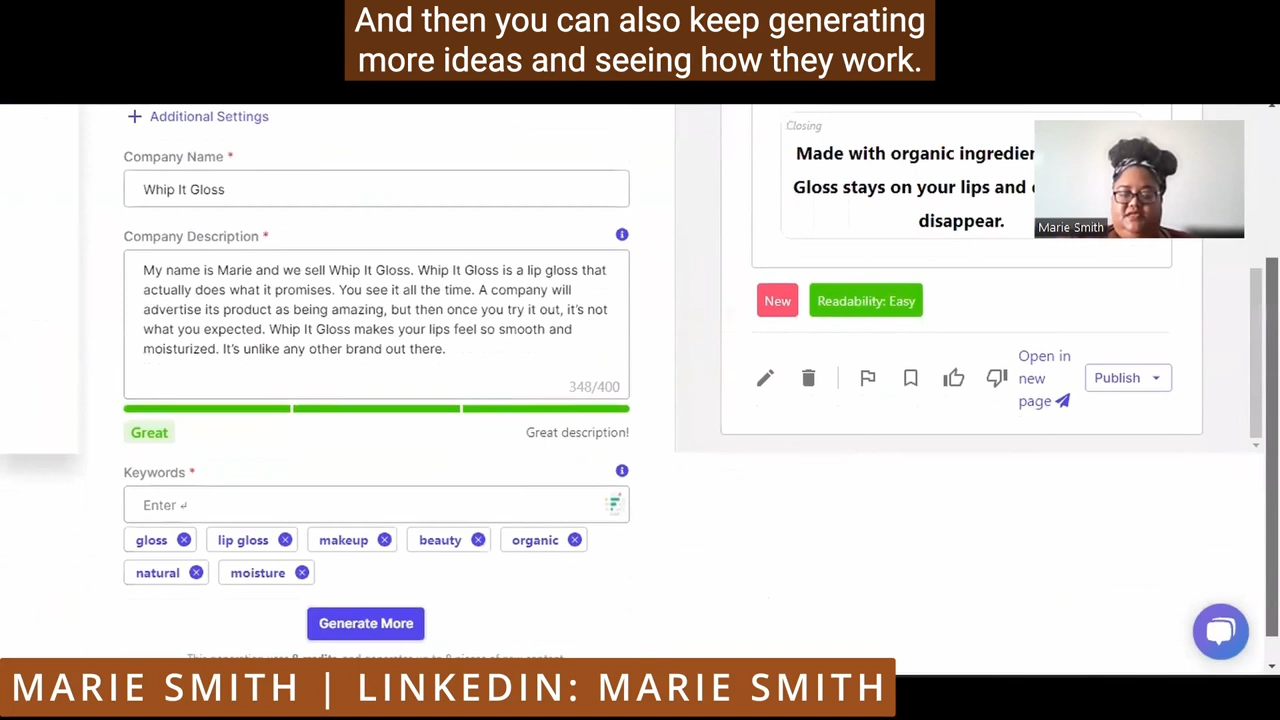 And then you can also keep generating
more ideas and seeing how they work.
Additional Settings
Company Name *
Whip It Gloss
Company Description *
My name is Marie and we sell Whip It Gloss. Whip It Gloss is a lip gloss that
actually does what it promises. You see it all the time. A company will
advertise its product as being amazing, but then once you try it out, it's not
what you expected. Whip It Gloss makes your lips feel so smooth and
moisturized. It's unlike any other brand out there.
348/400
Great
Great description!
Keywords *
Enter ↵
gloss
lip gloss
makeup
beauty
organic
natural
moisture
Generate More
Closing
Made with organic
Gloss stays on your lips and
disappear.
Marie Smith
New
Readability: Easy
Open in
new
page
Publish
MARIE SMITH | LINKEDIN: MARIE SMITH